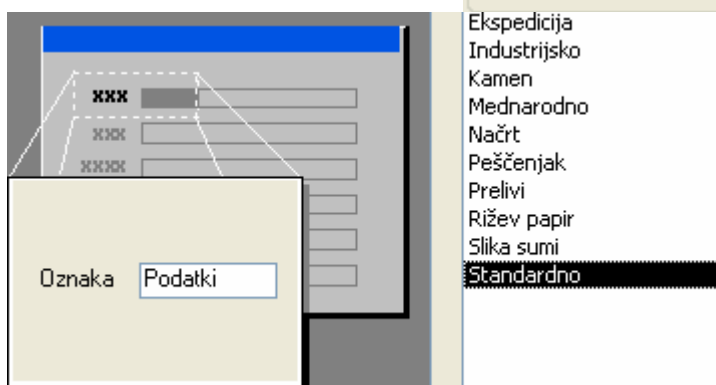 xxx
xxx
xxxx
Oznaka Podatki
Ekspedicija
Industrijsko
Kamen
Mednarodno
Načrt
Peščenjak
Prelivi
Rižev papir
Slika sumi
Standardno